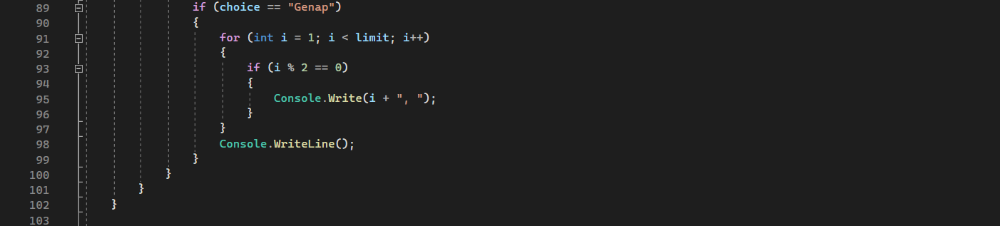 89 if (choice == "Genap")
90 {
91 for (int i = 1; i < limit; i++)
92 {
93 if (i % 2 == 0)
94 {
95 Console.Write(i + ", ");
96 }
97 }
98 Console.WriteLine();
99 }
100 }
101 }
102 }
103